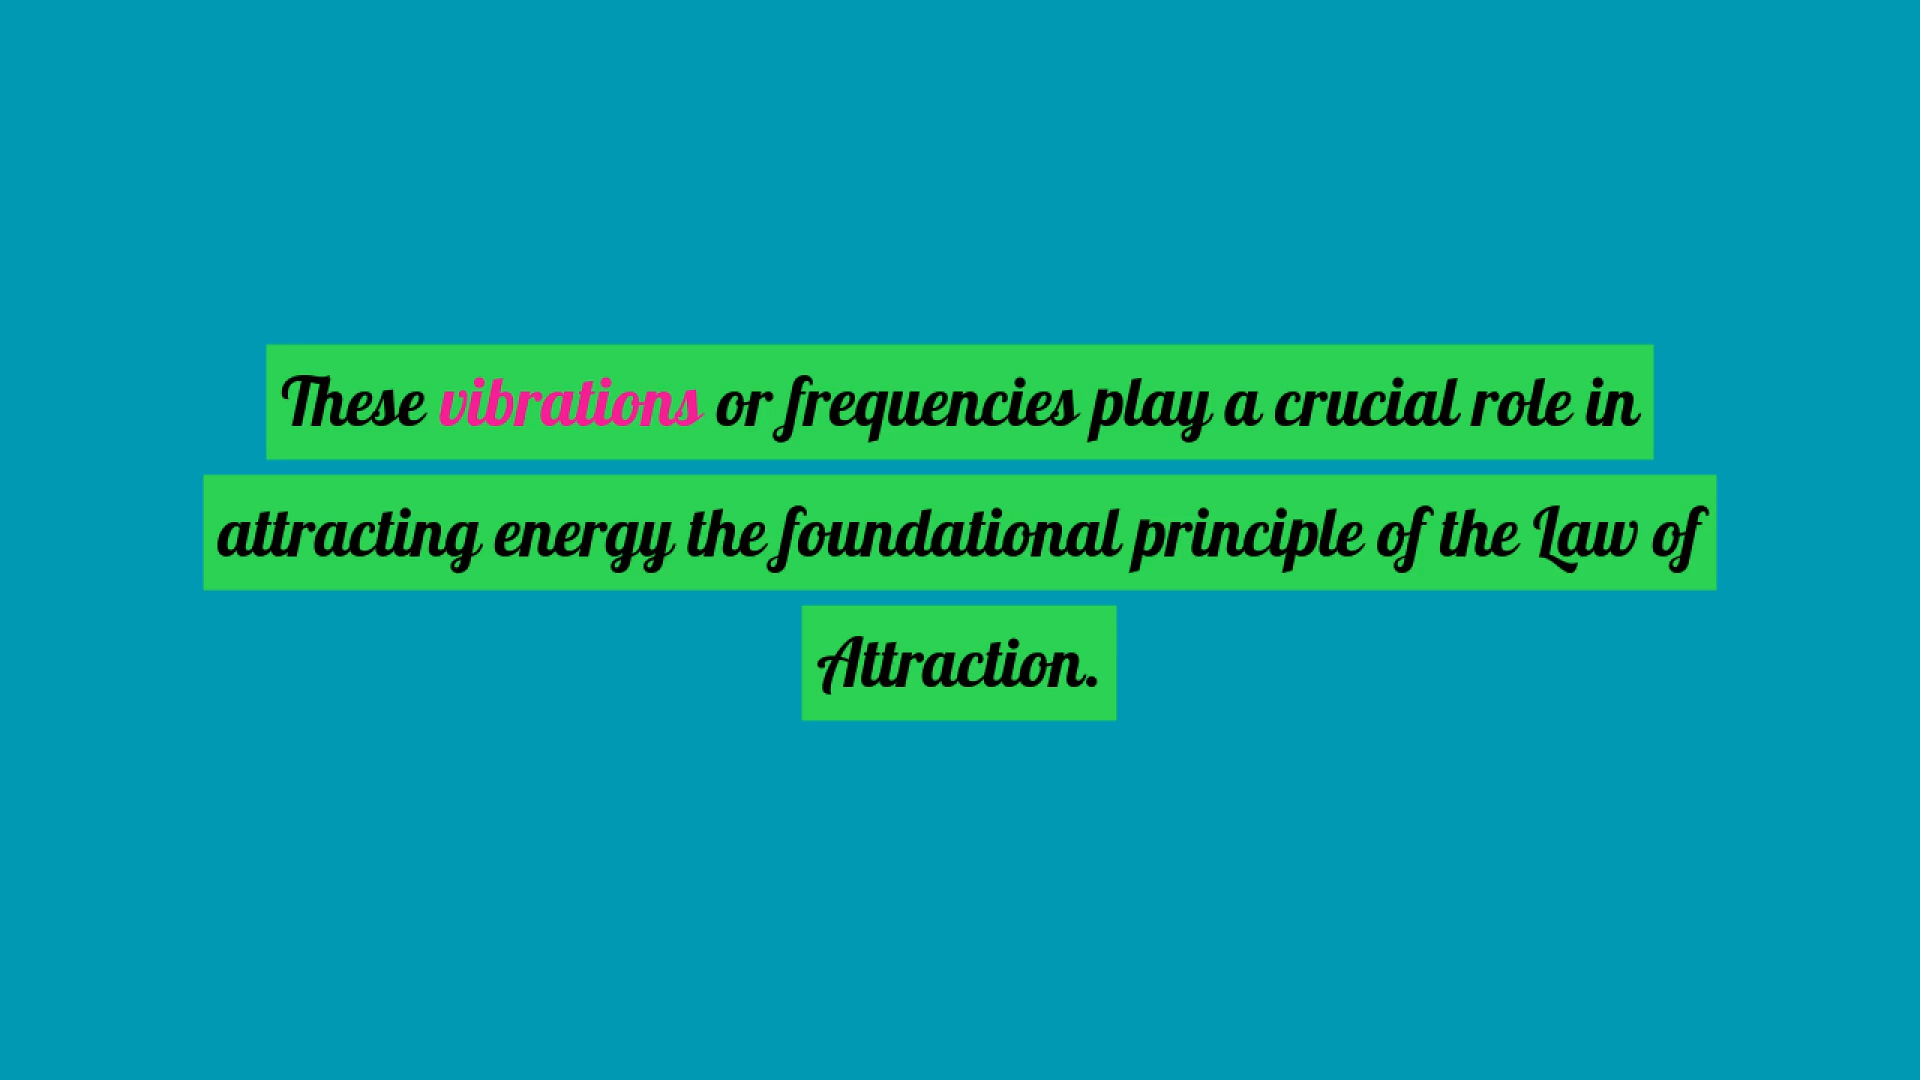 These vibrations or frequencies play a crucial role in
attracting energy the foundational principle of the Law of
Attraction.